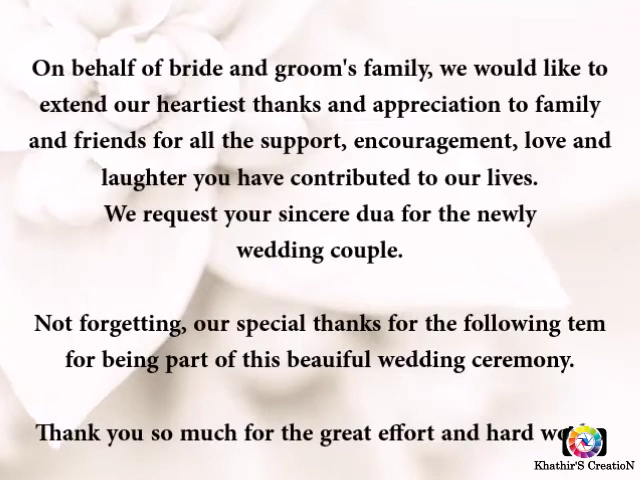 On behalf of bride and groom's family, we would like to
extend our heartiest thanks and appreciation to family
and friends for all the support, encouragement, love and
laughter you have contributed to our lives.
We request your sincere dua for the newly
wedding couple.
Not forgetting, our special thanks for the following tem
for being part of this beauiful wedding ceremony.
Thank you so much for the great effort and hard
Khathir'S CreatioN